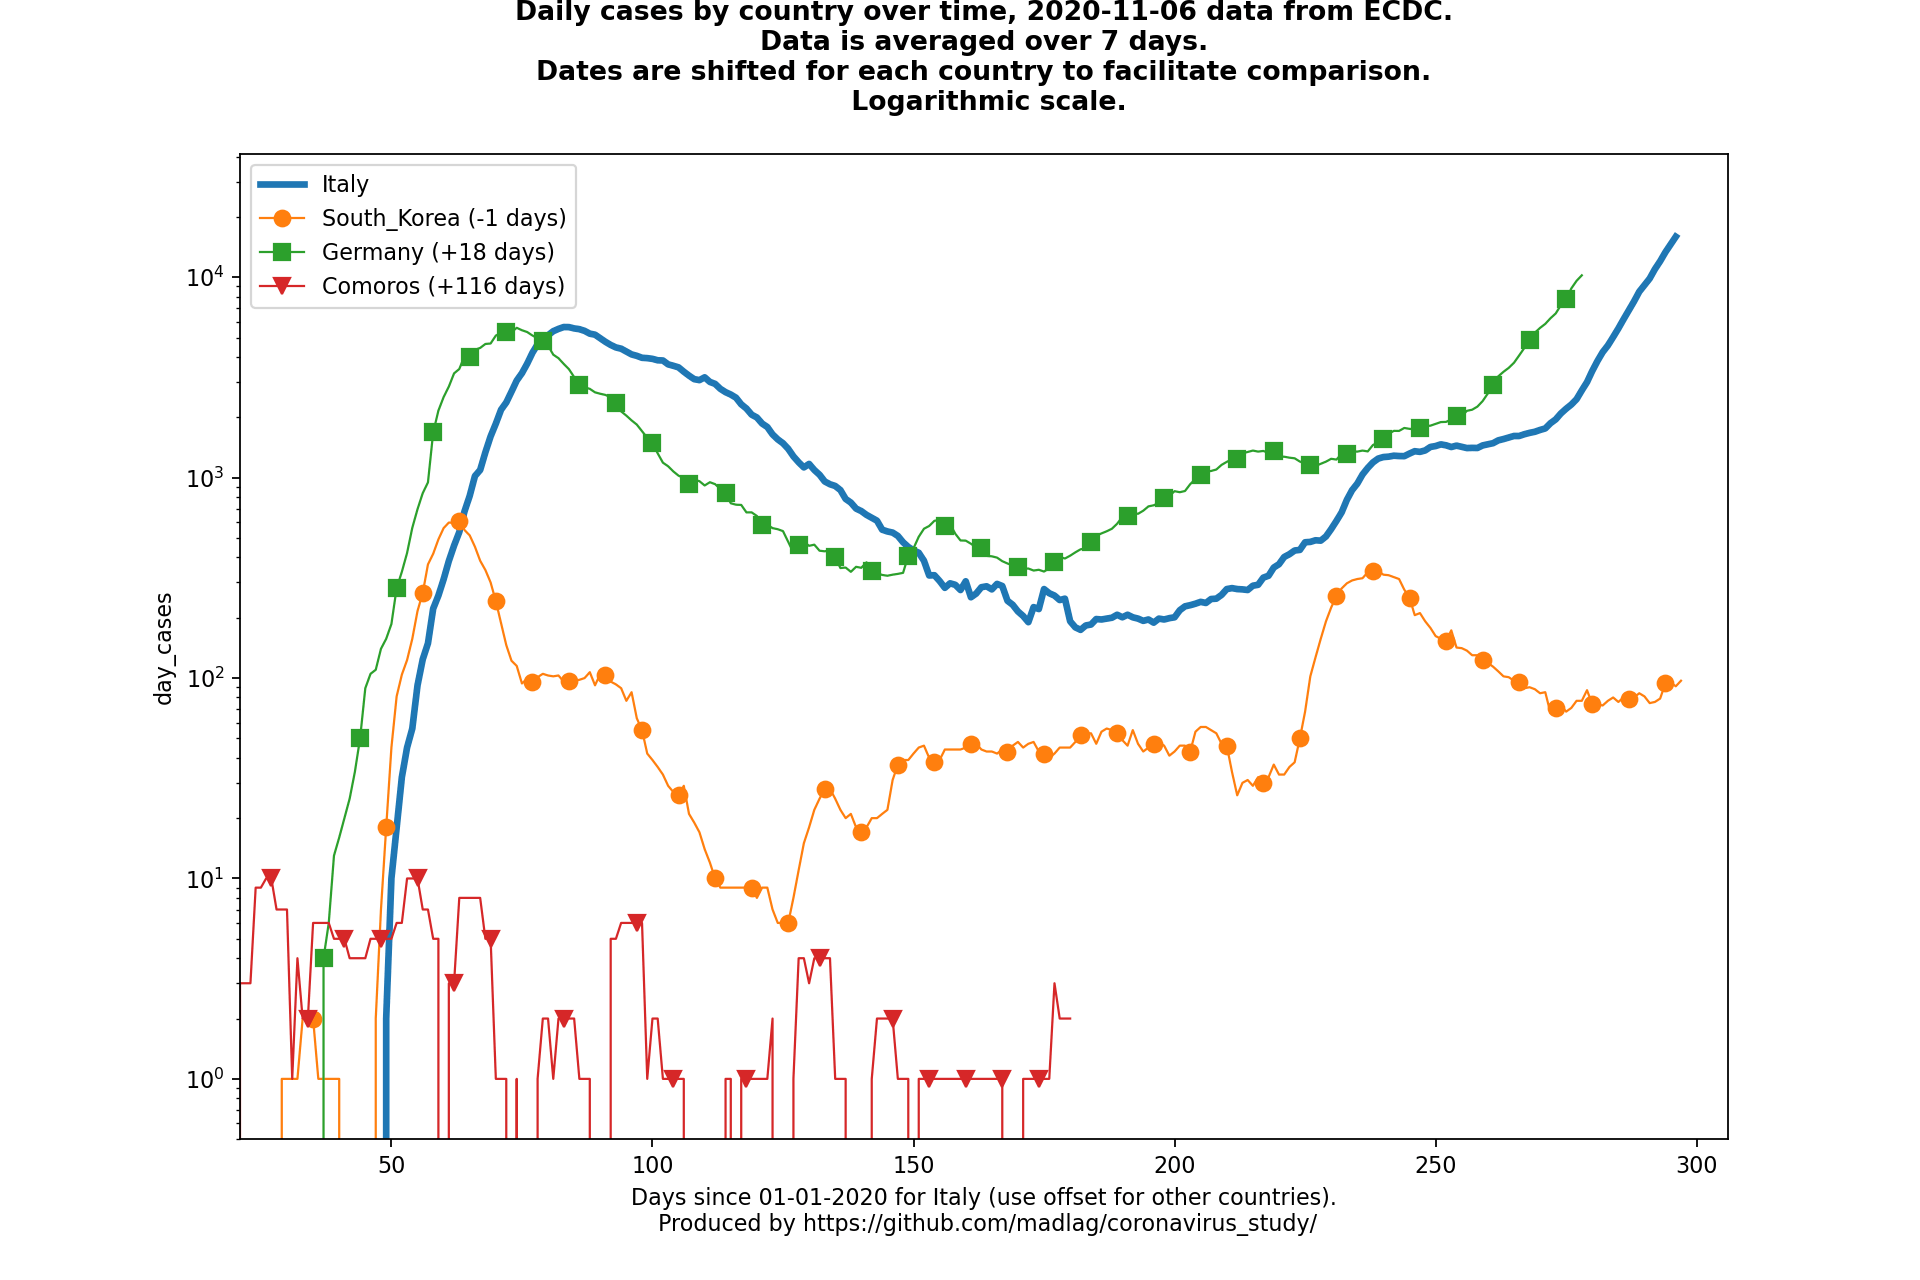 Daily cases by country over time, 2020-11-06 data from ECDC.
Data is averaged over 7 days.
Dates are shifted for each country to facilitate comparison.
Logarithmic scale.
Italy
South_Korea (-1 days)
Germany (+18 days)
Comoros (+116 days)
10⁴
10³
10²
10¹
10⁰
day_cases
50 100 150 200 250 300
Days since 01-01-2020 for Italy (use offset for other countries).
Produced by https://github.com/madlag/coronavirus_study/